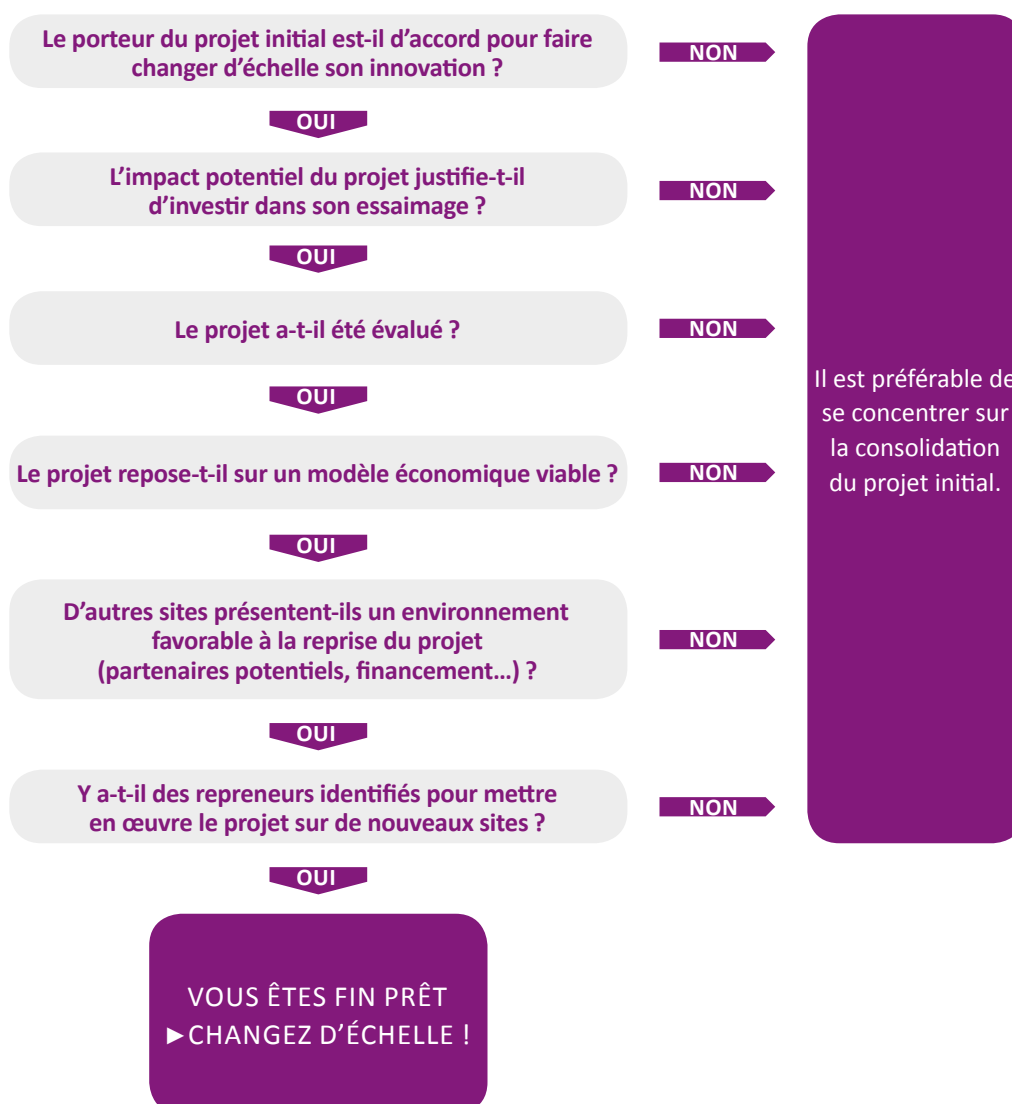 Le porteur du projet initial est-il d’accord pour faire
changer d’échelle son innovation ?
NON
OUI
L’impact potentiel du projet justifie-t-il
d’investir dans son essaimage ?
NON
OUI
Le projet a-t-il été évalué ?
NON
OUI
Le projet repose-t-il sur un modèle économique viable ?
NON
OUI
D’autres sites présentent-ils un environnement
favorable à la reprise du projet
(partenaires potentiels, financement…) ?
NON
OUI
Y a-t-il des repreneurs identifiés pour mettre
en œuvre le projet sur de nouveaux sites ?
NON
OUI
Il est préférable de
se concentrer sur
la consolidation
du projet initial.
VOUS ÊTES FIN PRÊT
►CHANGEZ D’ÉCHELLE !